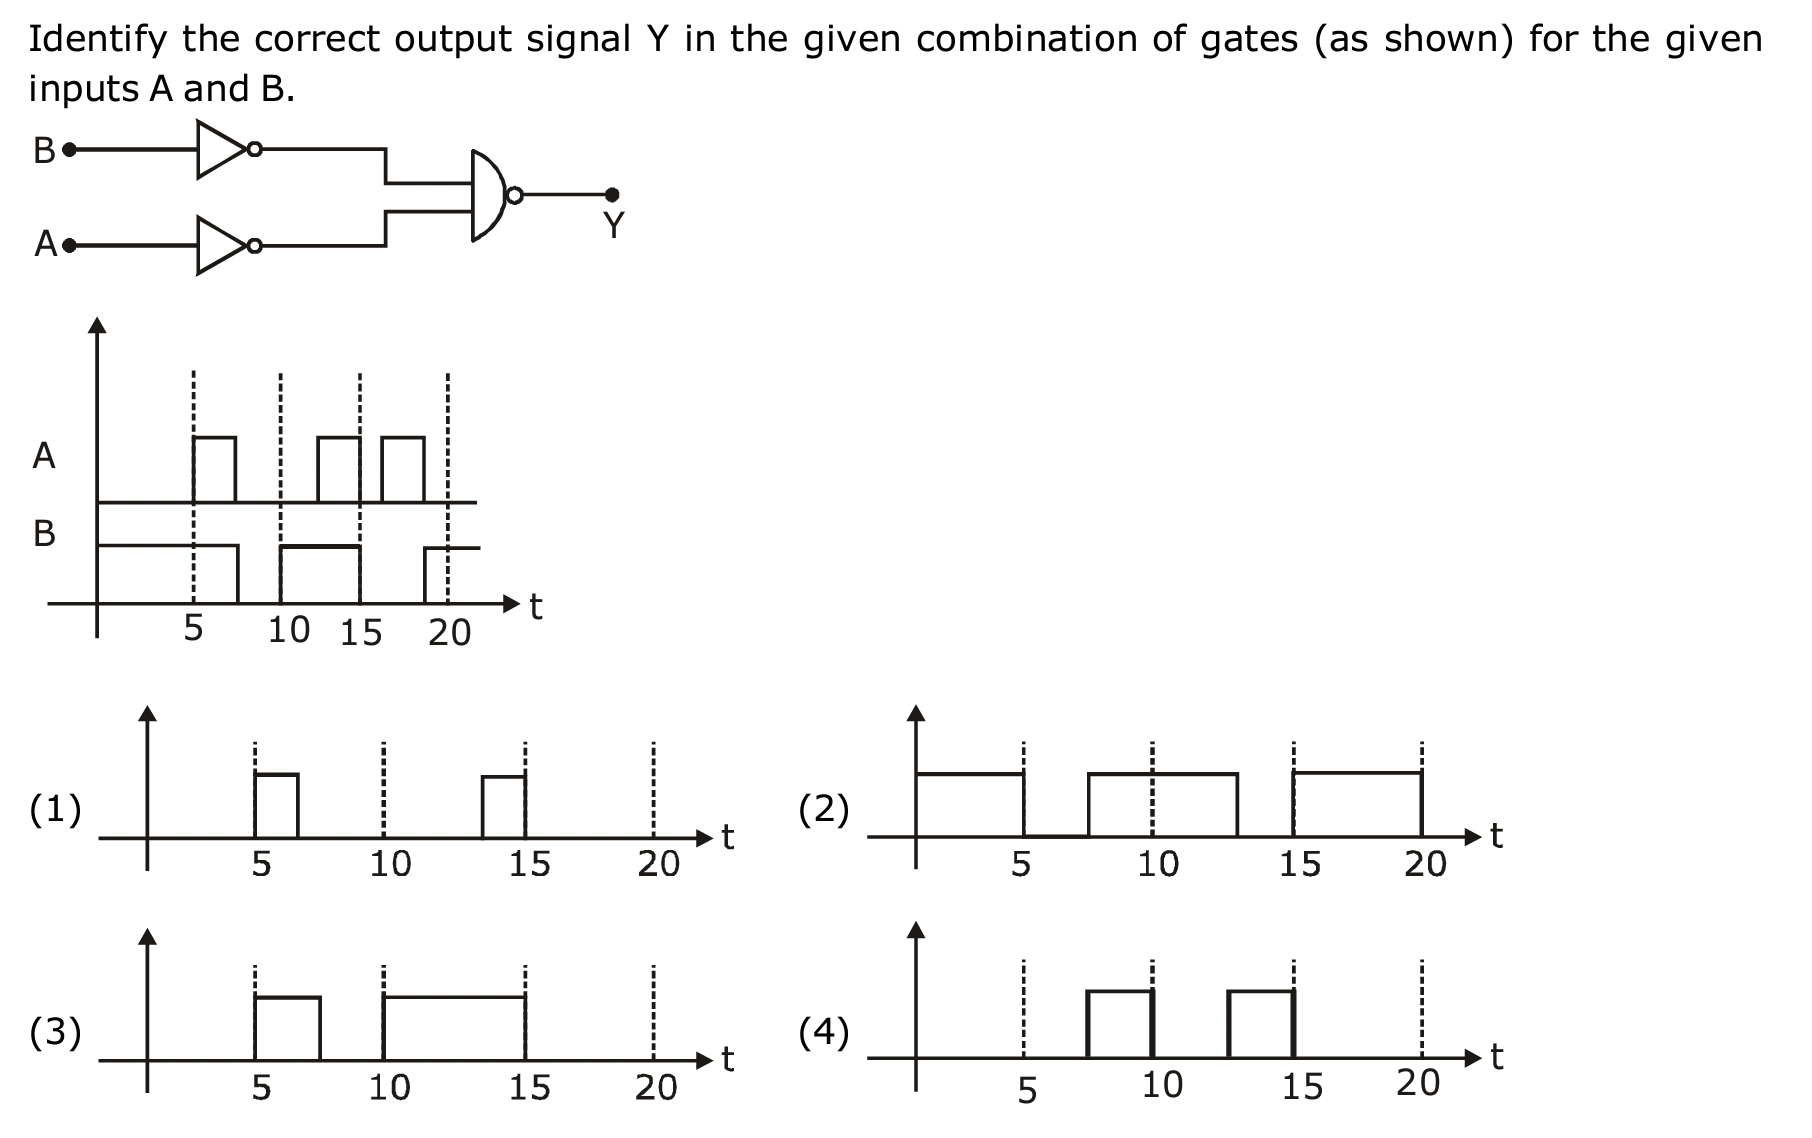 Identify the correct output signal Y in the given combination of gates (as shown) for the given
inputs A and B.
B
A
Y
A
B
t
5 10 15 20
(1)
t
5 10 15 20
(2)
t
5 10 15 20
(3)
t
5 10 15 20
(4)
t
5 10 15 20